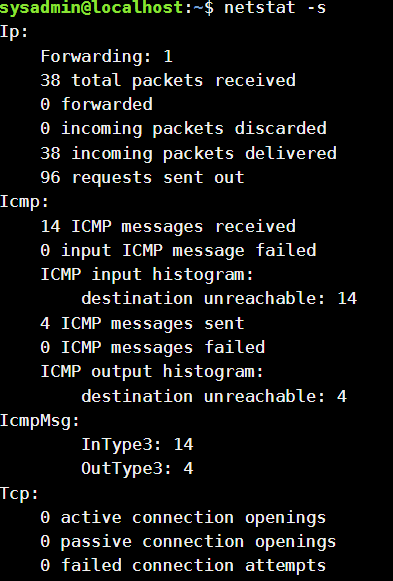 sysadmin@localhost:~$ netstat -s
Ip:
    Forwarding: 1
    38 total packets received
    0 forwarded
    0 incoming packets discarded
    38 incoming packets delivered
    96 requests sent out
Icmp:
    14 ICMP messages received
    0 input ICMP message failed
    ICMP input histogram:
        destination unreachable: 14
    4 ICMP messages sent
    0 ICMP messages failed
    ICMP output histogram:
        destination unreachable: 4
IcmpMsg:
        InType3: 14
        OutType3: 4
Tcp:
    0 active connection openings
    0 passive connection openings
    0 failed connection attempts